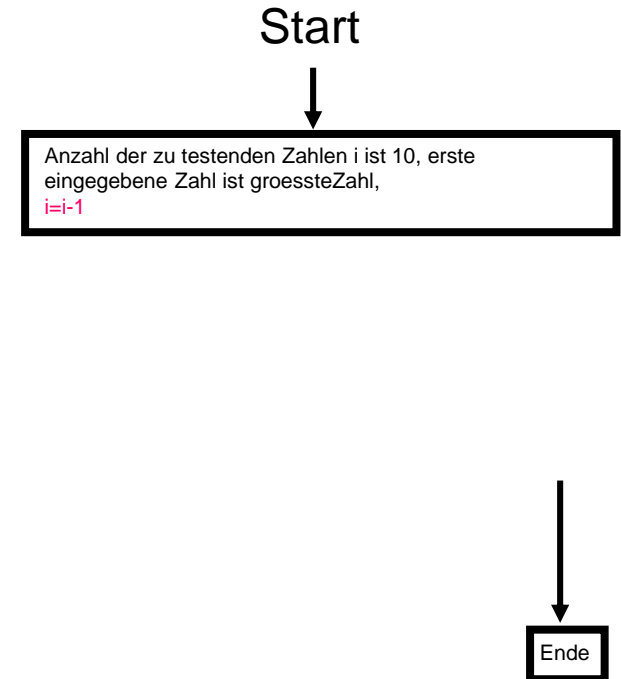 Start
Anzahl der zu testenden Zahlen i ist 10, erste
eingegebene Zahl ist groessteZahl,
i=i-1
Ende